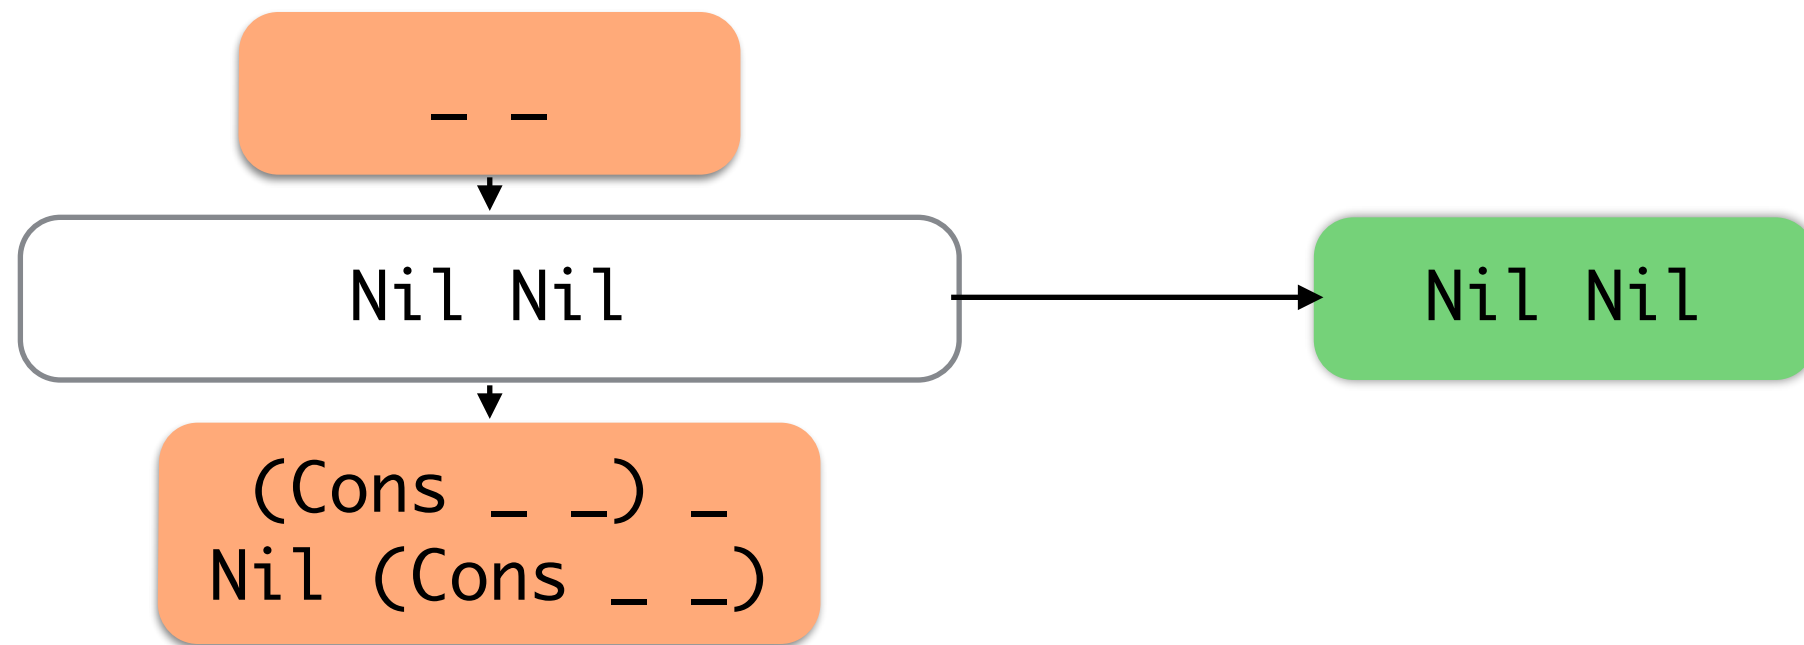 _ _
Nil Nil
Nil Nil
(Cons _ _) _
Nil (Cons _ _)